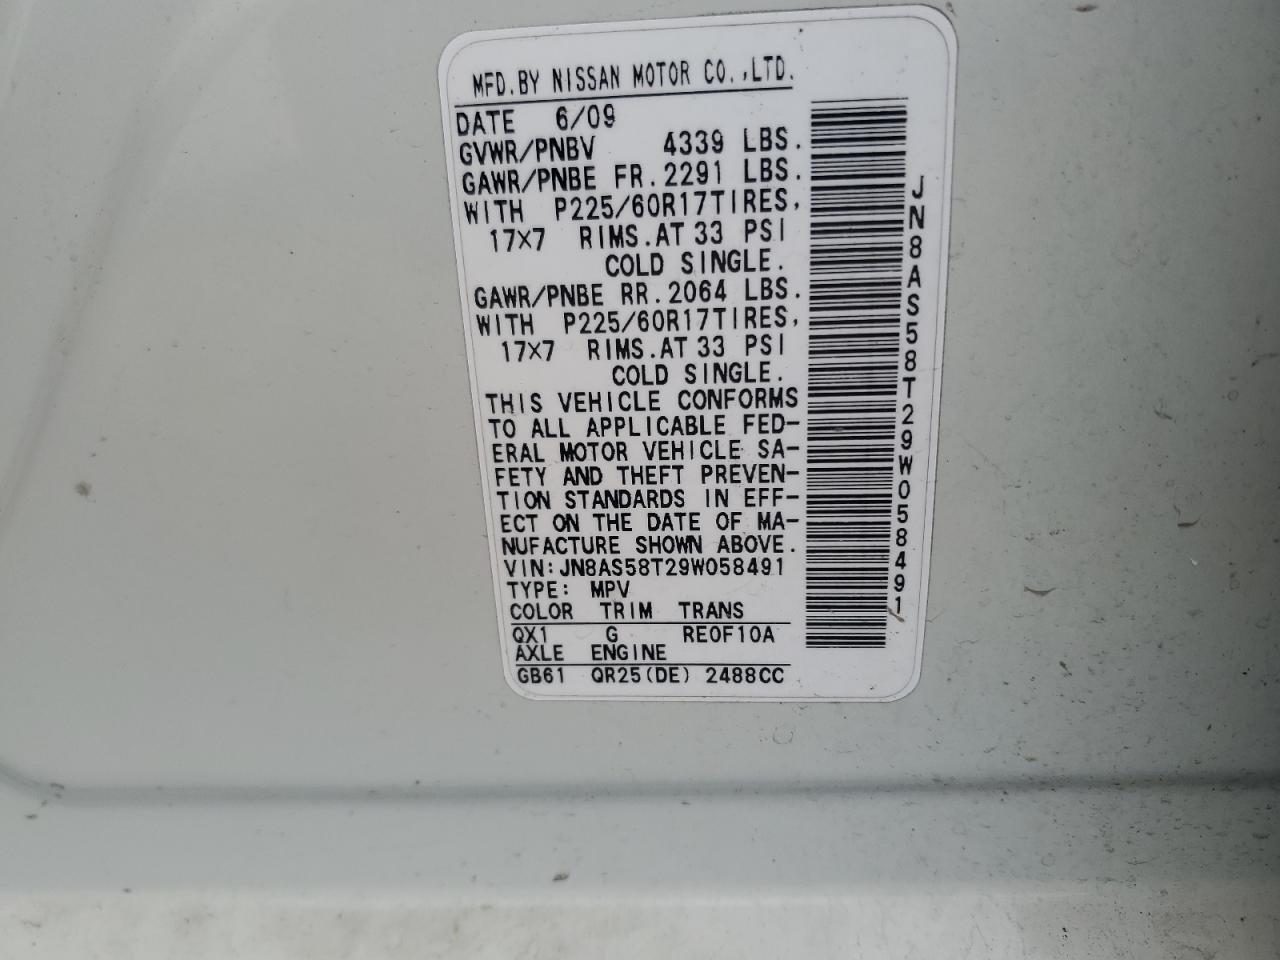 MFD.BY NISSAN MOTOR CO.,LTD.
DATE 6/09
GVWR/PNBV 4339 LBS.
GAWR/PNBE FR.2291 LBS.
WITH P225/60R17TIRES,
17X7 RIMS.AT 33 PSI
COLD SINGLE.
GAWR/PNBE RR.2064 LBS.
WITH P225/60R17TIRES,
17X7 RIMS.AT 33 PSI
COLD SINGLE.
THIS VEHICLE CONFORMS
TO ALL APPLICABLE FED-
ERAL MOTOR VEHICLE SA-
FETY AND THEFT PREVEN-
TION STANDARDS IN EFF-
ECT ON THE DATE OF MA-
NUFACTURE SHOWN ABOVE.
VIN:JN8AS58T29W058491
TYPE: MPV
COLOR TRIM TRANS
QX1 G RE0F10A
AXLE ENGINE
GB61 QR25(DE) 2488CC
JN8AS58T29W058491